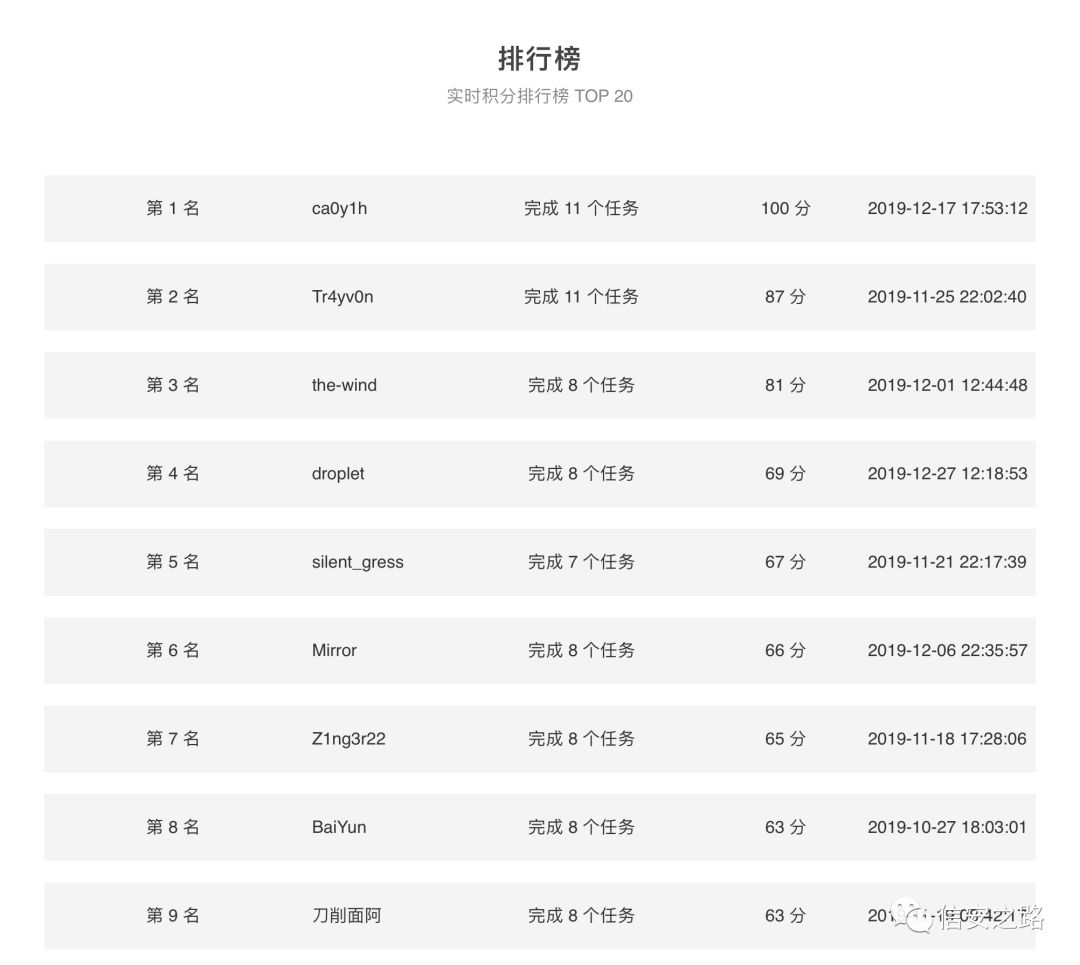 排行榜
实时积分排行榜 TOP 20
第 1 名 ca0y1h 完成 11 个任务 100 分 2019-12-17 17:53:12
第 2 名 Tr4yv0n 完成 11 个任务 87 分 2019-11-25 22:02:40
第 3 名 the-wind 完成 8 个任务 81 分 2019-12-01 12:44:48
第 4 名 droplet 完成 8 个任务 69 分 2019-12-27 12:18:53
第 5 名 silent_gress 完成 7 个任务 67 分 2019-11-21 22:17:39
第 6 名 Mirror 完成 8 个任务 66 分 2019-12-06 22:35:57
第 7 名 Z1ng3r22 完成 8 个任务 65 分 2019-11-18 17:28:06
第 8 名 BaiYun 完成 8 个任务 63 分 2019-10-27 18:03:01
第 9 名 刀削面阿 完成 8 个任务 63 分
信安之路